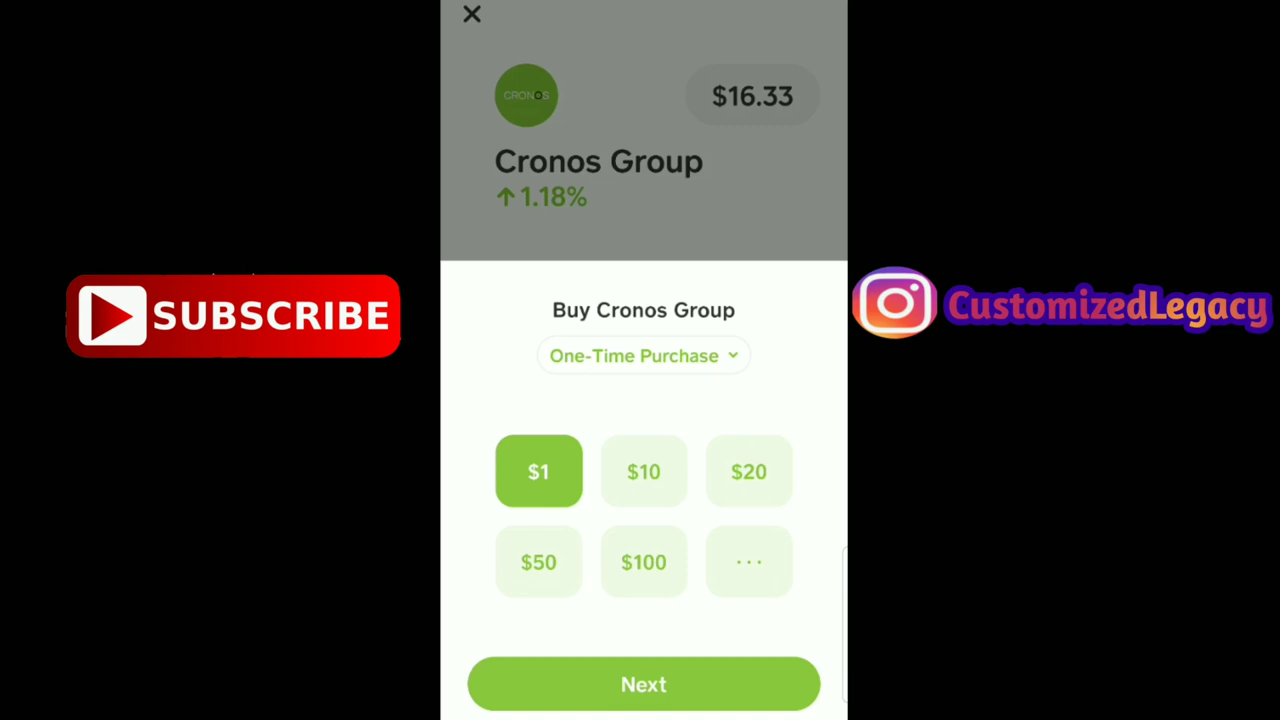 CRONOS
$16.33
Cronos Group
↑1.18%
SUBSCRIBE
CustomizedLegacy
Buy Cronos Group
One-Time Purchase
$1
$10
$20
$50
$100
...
Next